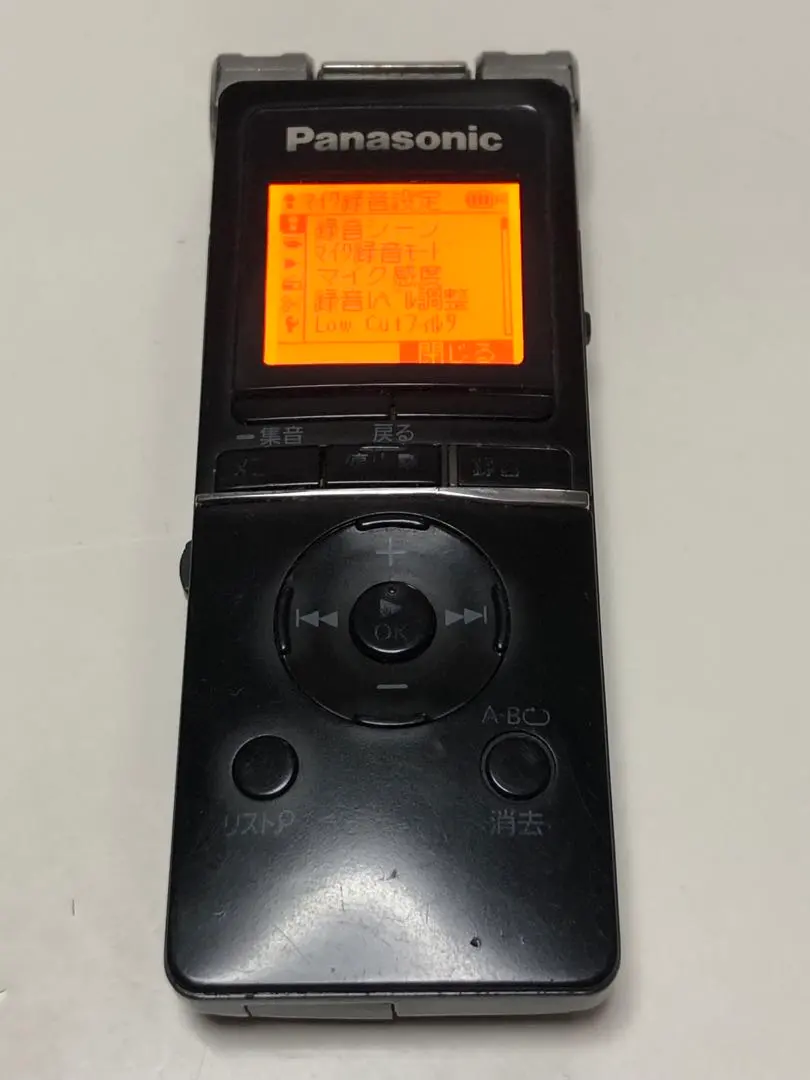 Panasonic
マイク録音設定
録音シーン
マイク録音モード
マイク感度
録音レベル調整
Low Cutフィルタ
閉じる
集音 戻る
録音
+
OK
−
A-B
リスト 消去